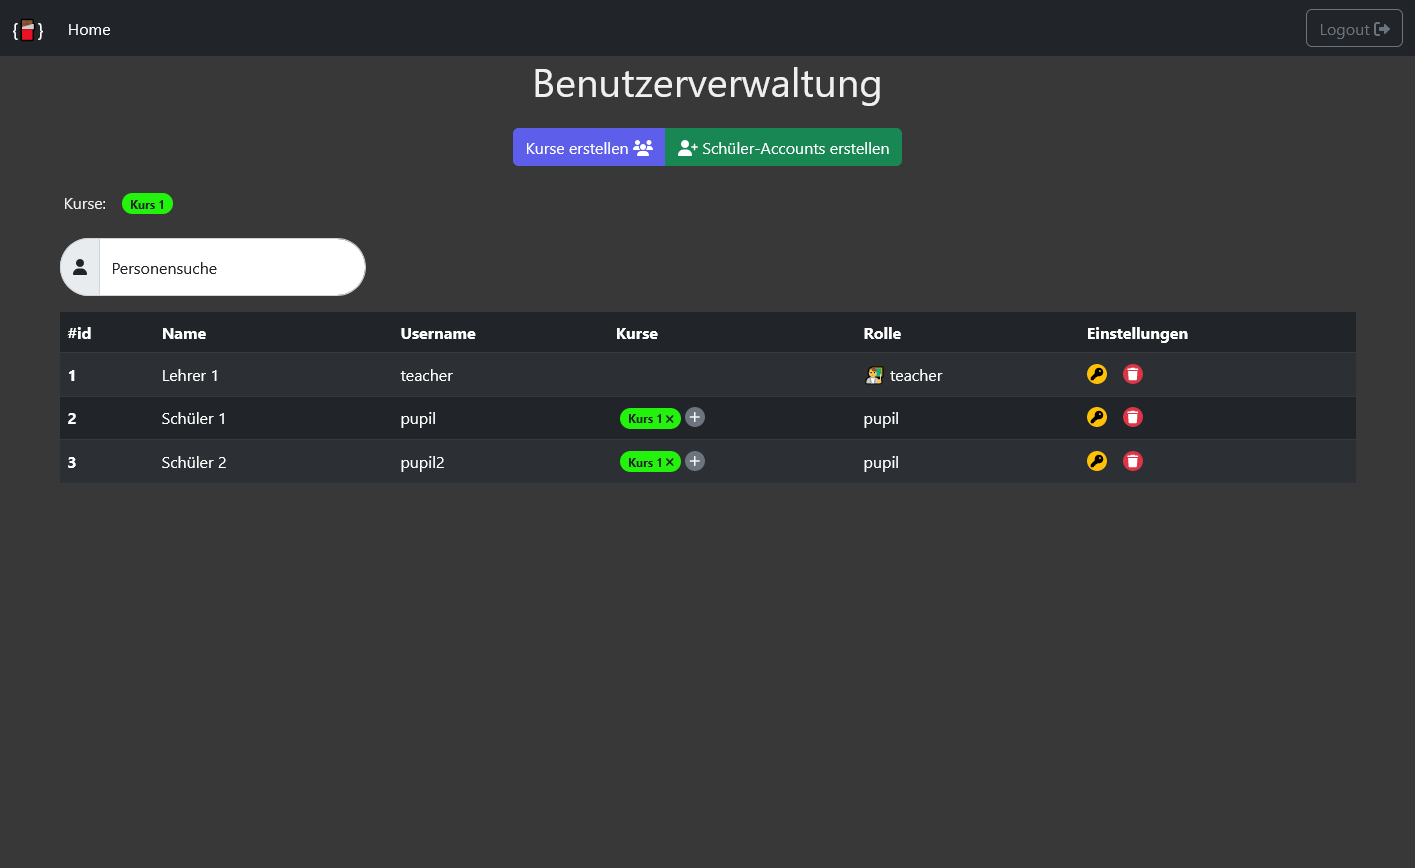 { } Home Logout
Benutzerverwaltung
Kurse erstellen Schüler-Accounts erstellen
Kurse: Kurs 1
Personensuche
#id Name Username Kurse Rolle Einstellungen
1 Lehrer 1 teacher teacher
2 Schüler 1 pupil Kurs 1 × + pupil
3 Schüler 2 pupil2 Kurs 1 × + pupil